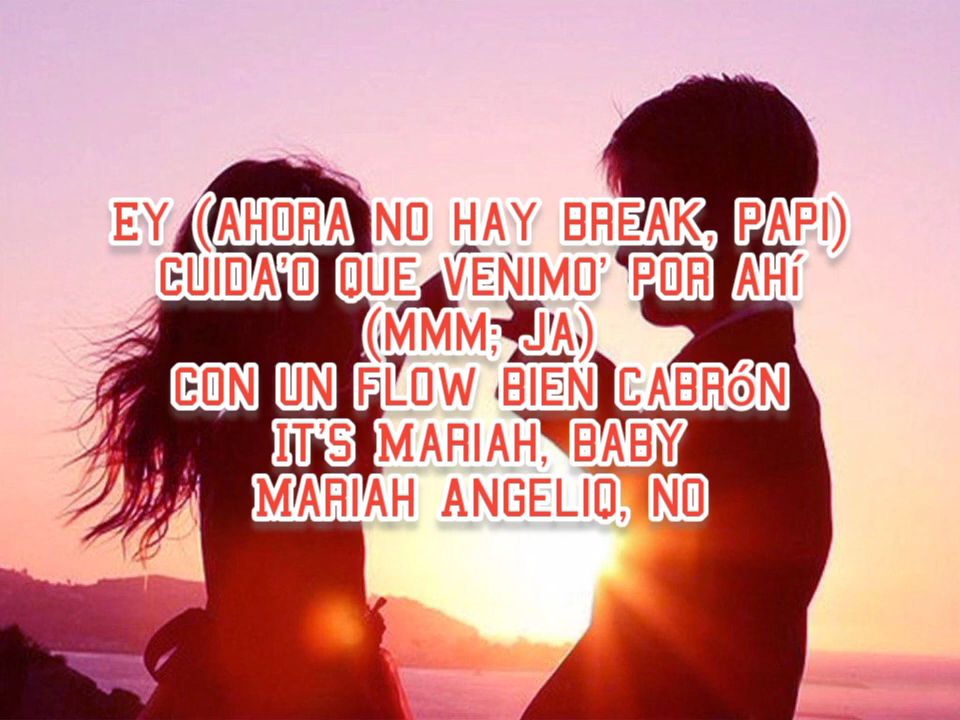 Ey (Ahora no hay break, papi)
Cuida'o que venimo' por ahí
(Mmm; ja)
Con un flow bien cabrón
It's Mariah, baby
Mariah Angeliq, no